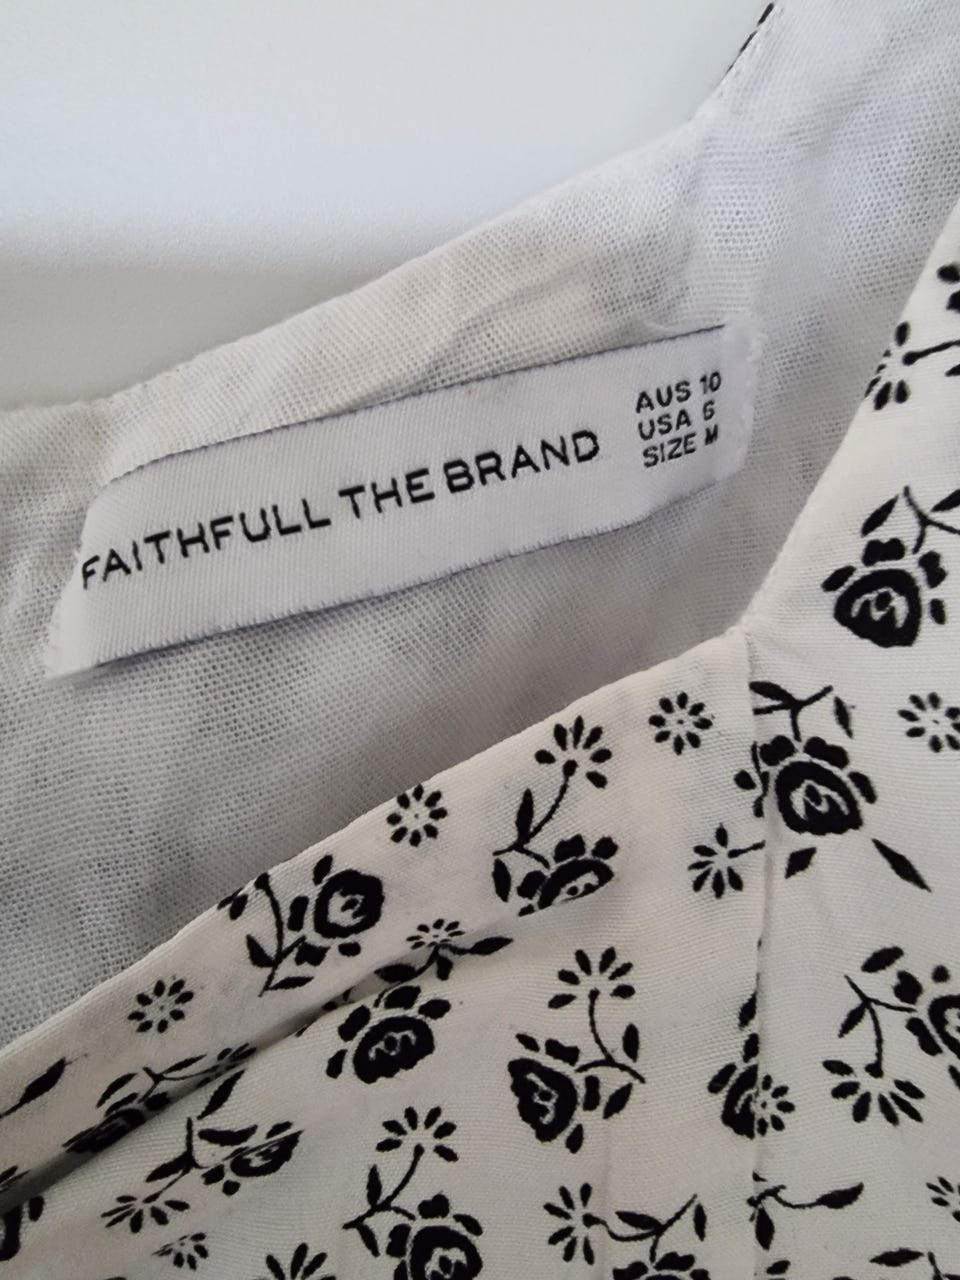 FAITHFULL THE BRAND
AUS 10
USA 6
SIZE M